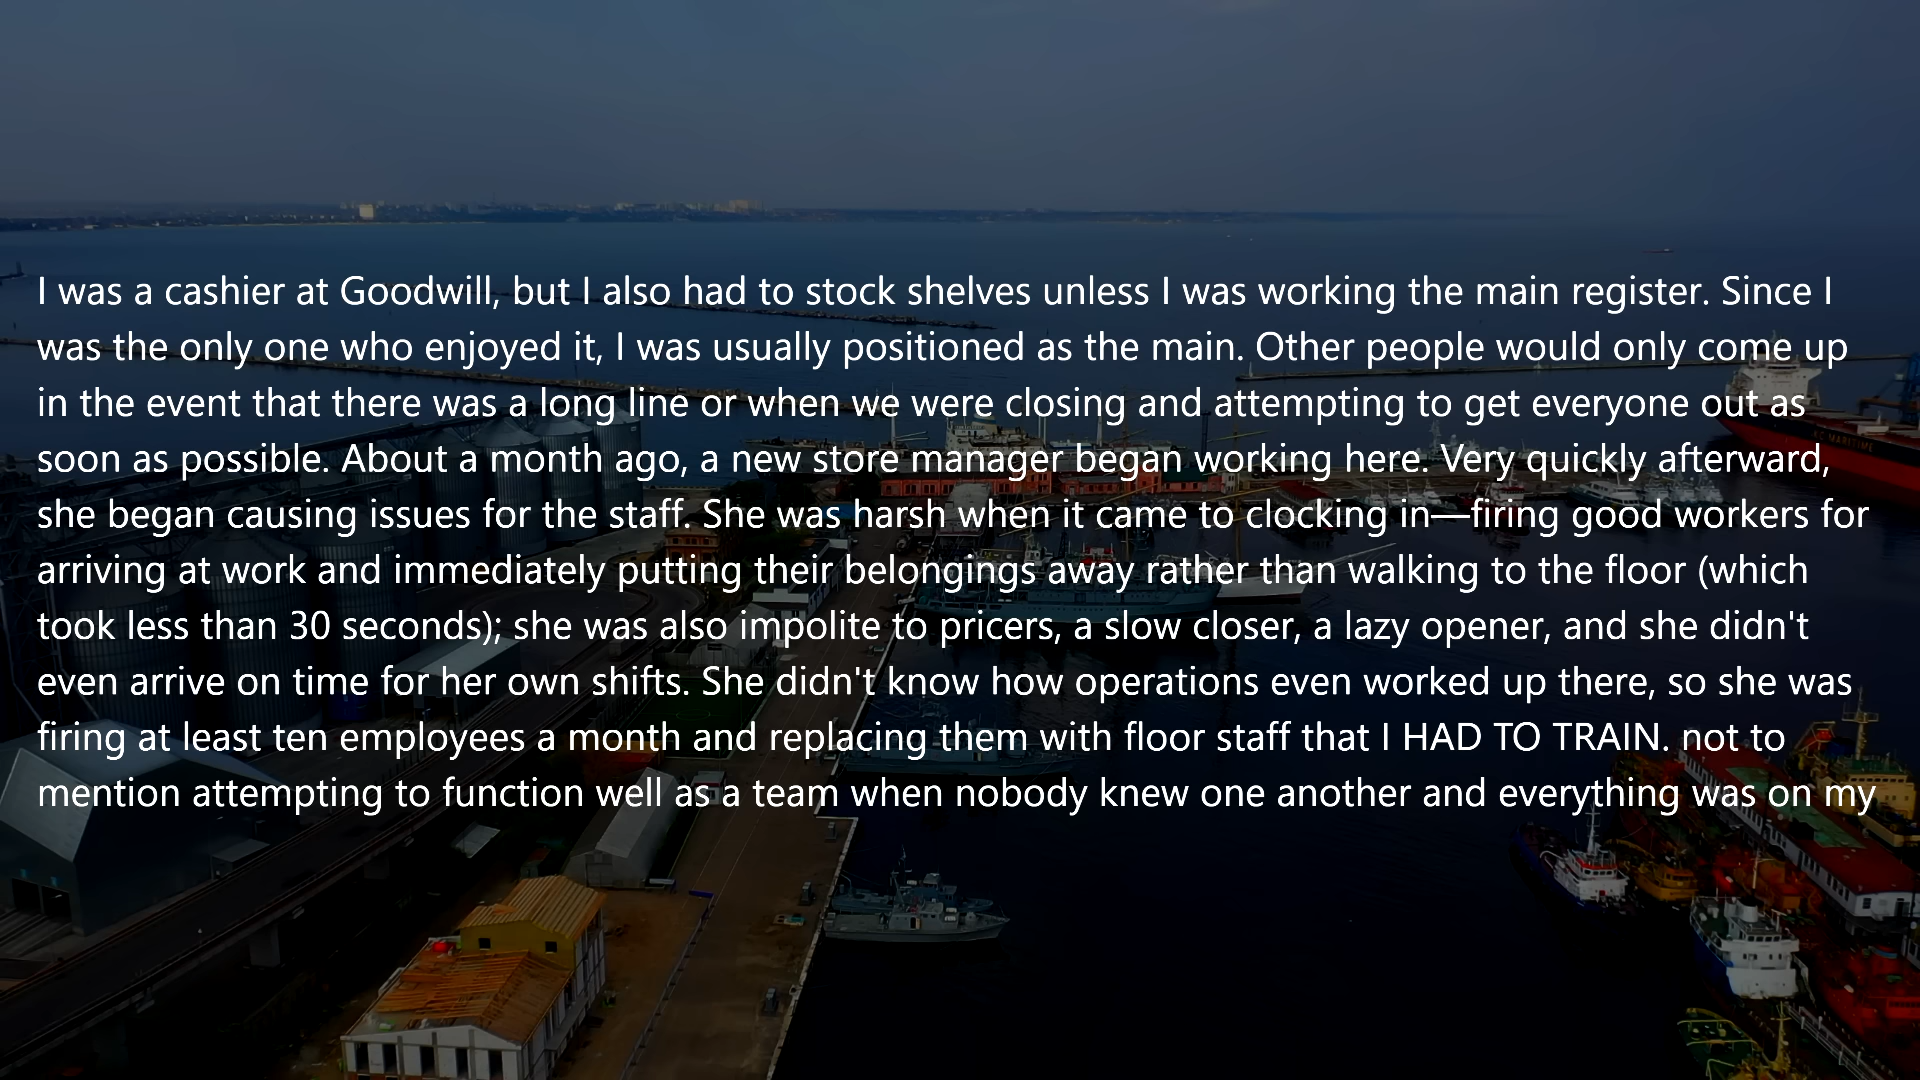 I was a cashier at Goodwill, but I also had to stock shelves unless I was working the main register. Since I
was the only one who enjoyed it, I was usually positioned as the main. Other people would only come up
in the event that there was a long line or when we were closing and attempting to get everyone out as
soon as possible. About a month ago, a new store manager began working here. Very quickly afterward,
she began causing issues for the staff. She was harsh when it came to clocking in—firing good workers for
arriving at work and immediately putting their belongings away rather than walking to the floor (which
took less than 30 seconds); she was also impolite to pricers, a slow closer, a lazy opener, and she didn't
even arrive on time for her own shifts. She didn't know how operations even worked up there, so she was
firing at least ten employees a month and replacing them with floor staff that I HAD TO TRAIN. not to
mention attempting to function well as a team when nobody knew one another and everything was on my